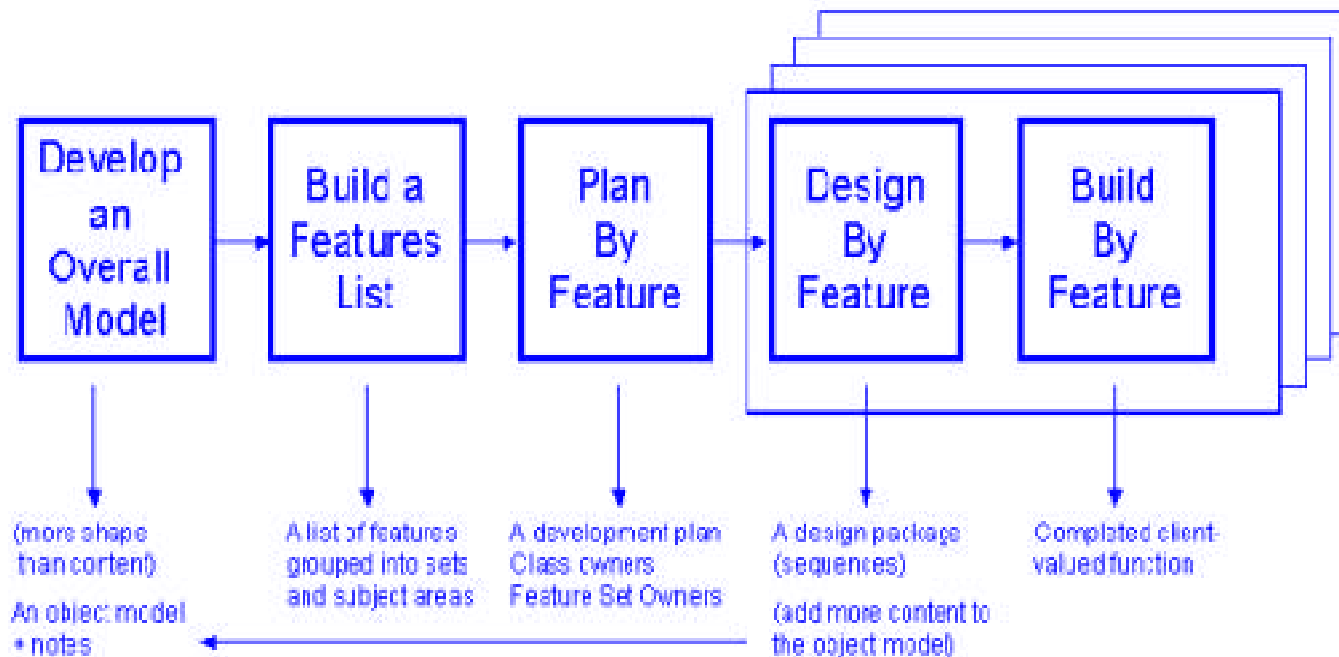 Develop
an
Overall
Model
Build a
Features
List
Plan
By
Feature
Design
By
Feature
Build
By
Feature
(more shape
than content)
An object model
+ notes
A list of features
grouped into sets
and subject areas
A development plan
Class owners
Feature Set Owners
A design package
(sequences)
(add more content to
the object model)
Completed client-
valued function